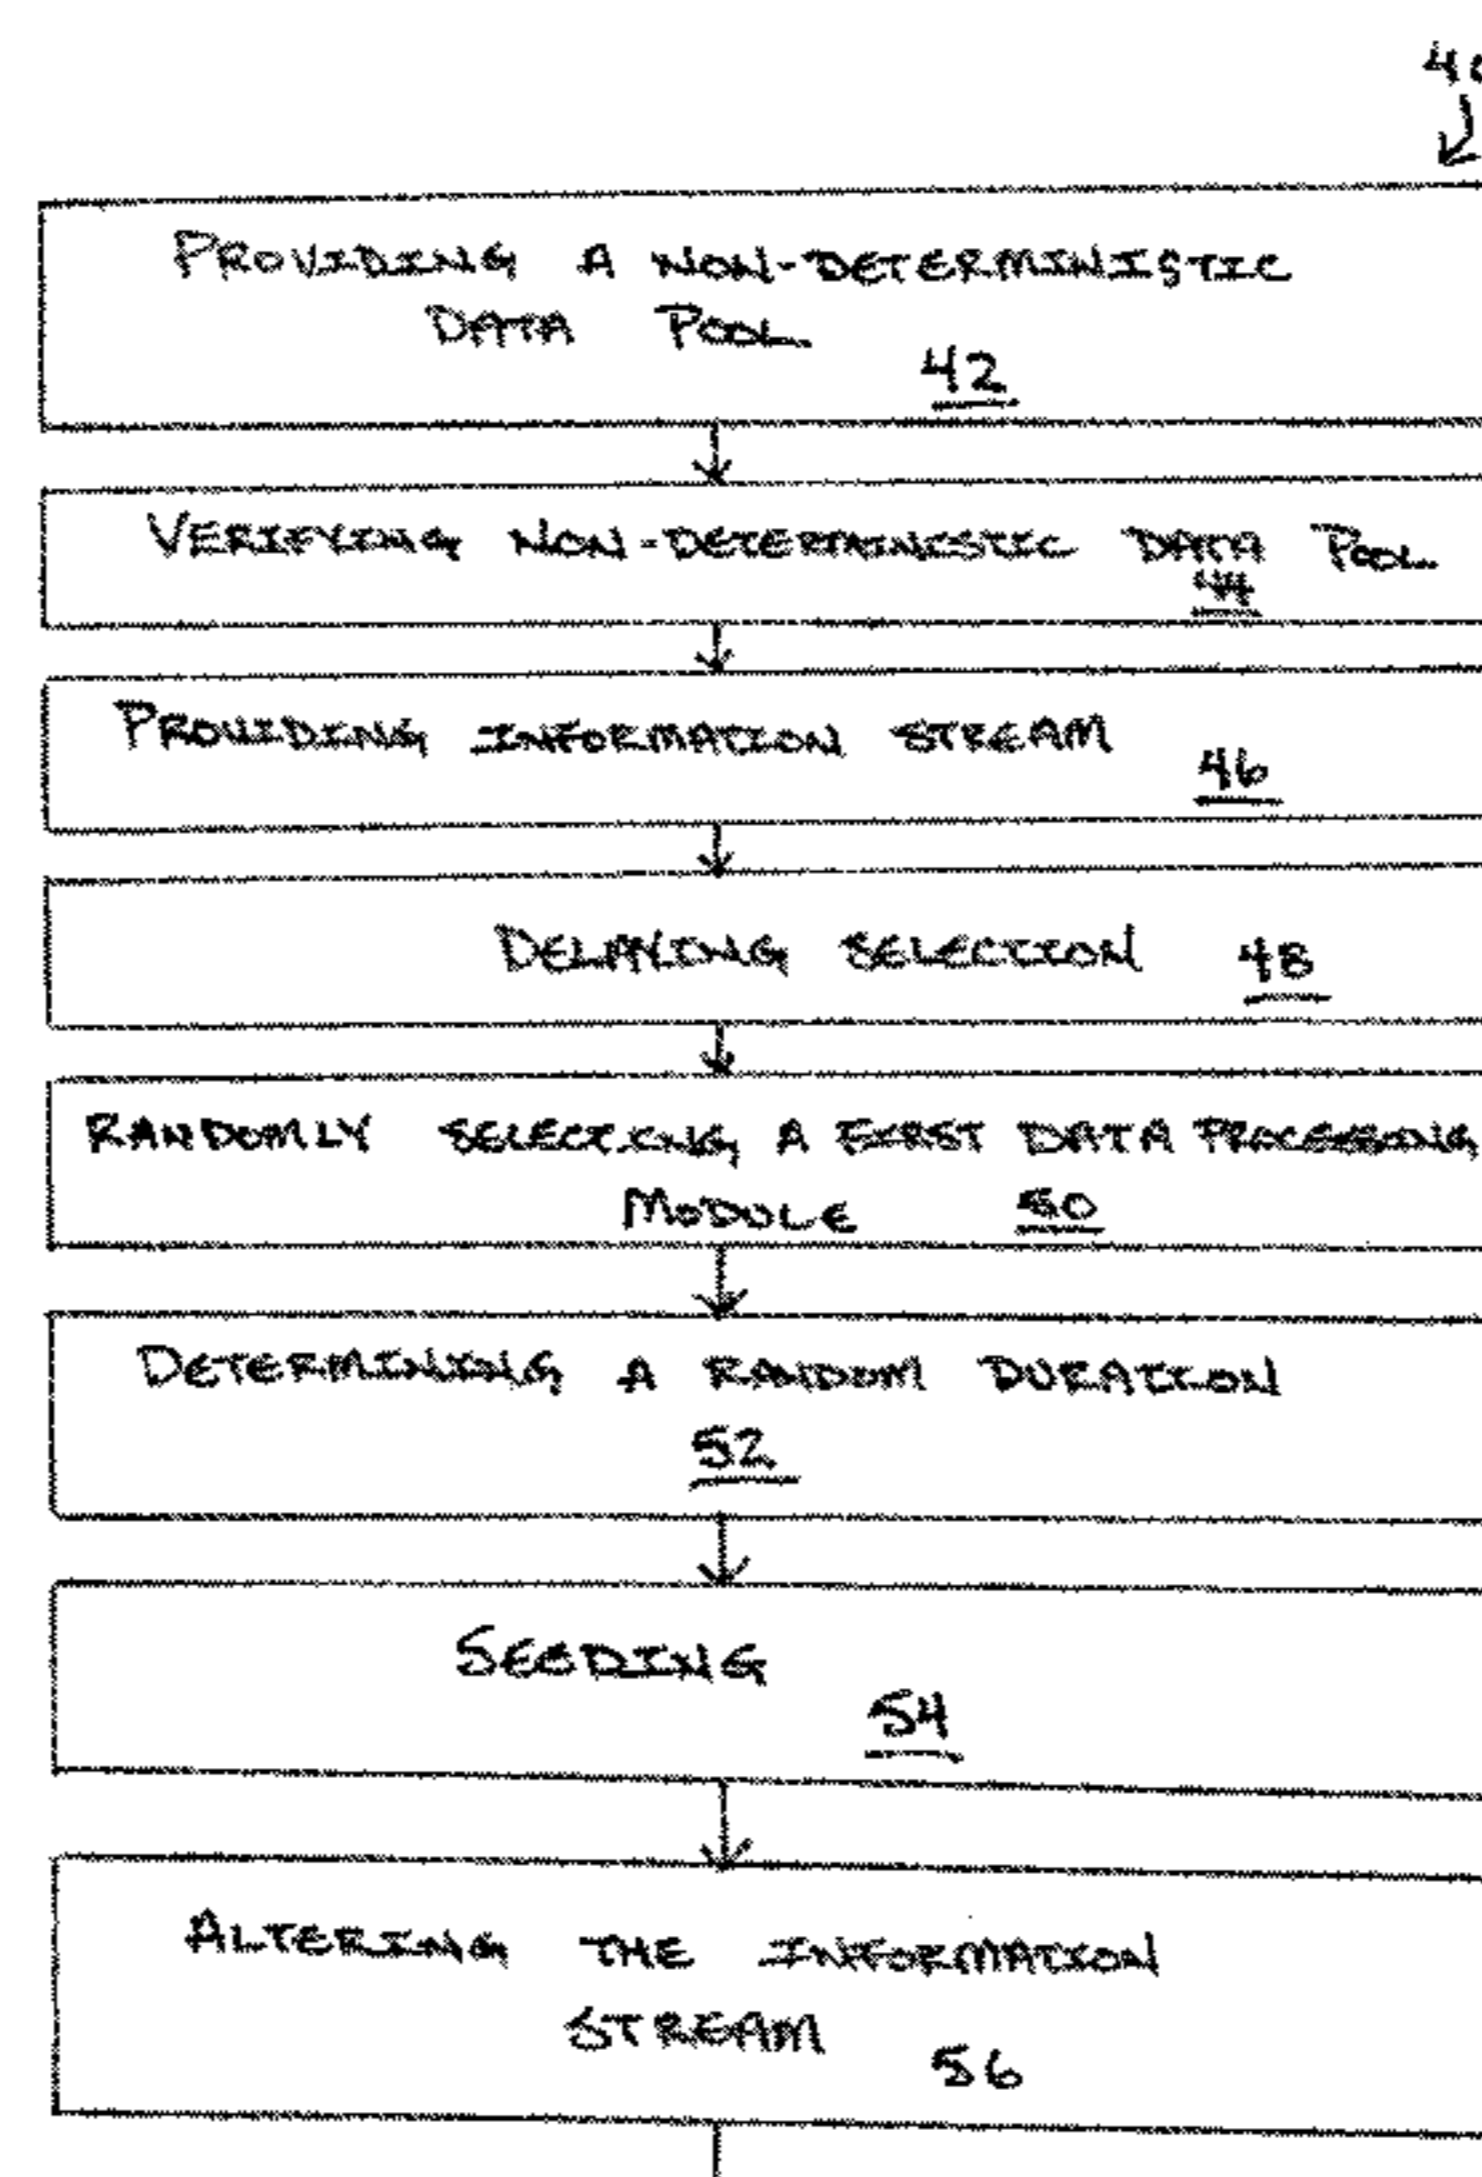 PROVIDING A NON-DETERMINISTIC
DATA POOL
42
VERIFYING NON-DETERMINISTIC DATA POOL
44
PROVIDING INFORMATION STREAM
46
DELAYING SELECTION 48
RANDOMLY SELECTING A FIRST DATA PROCESSING
MODULE 50
DETERMINING A RANDOM DURATION
52
SEEDING
54
ALTERING THE INFORMATION
STREAM 56